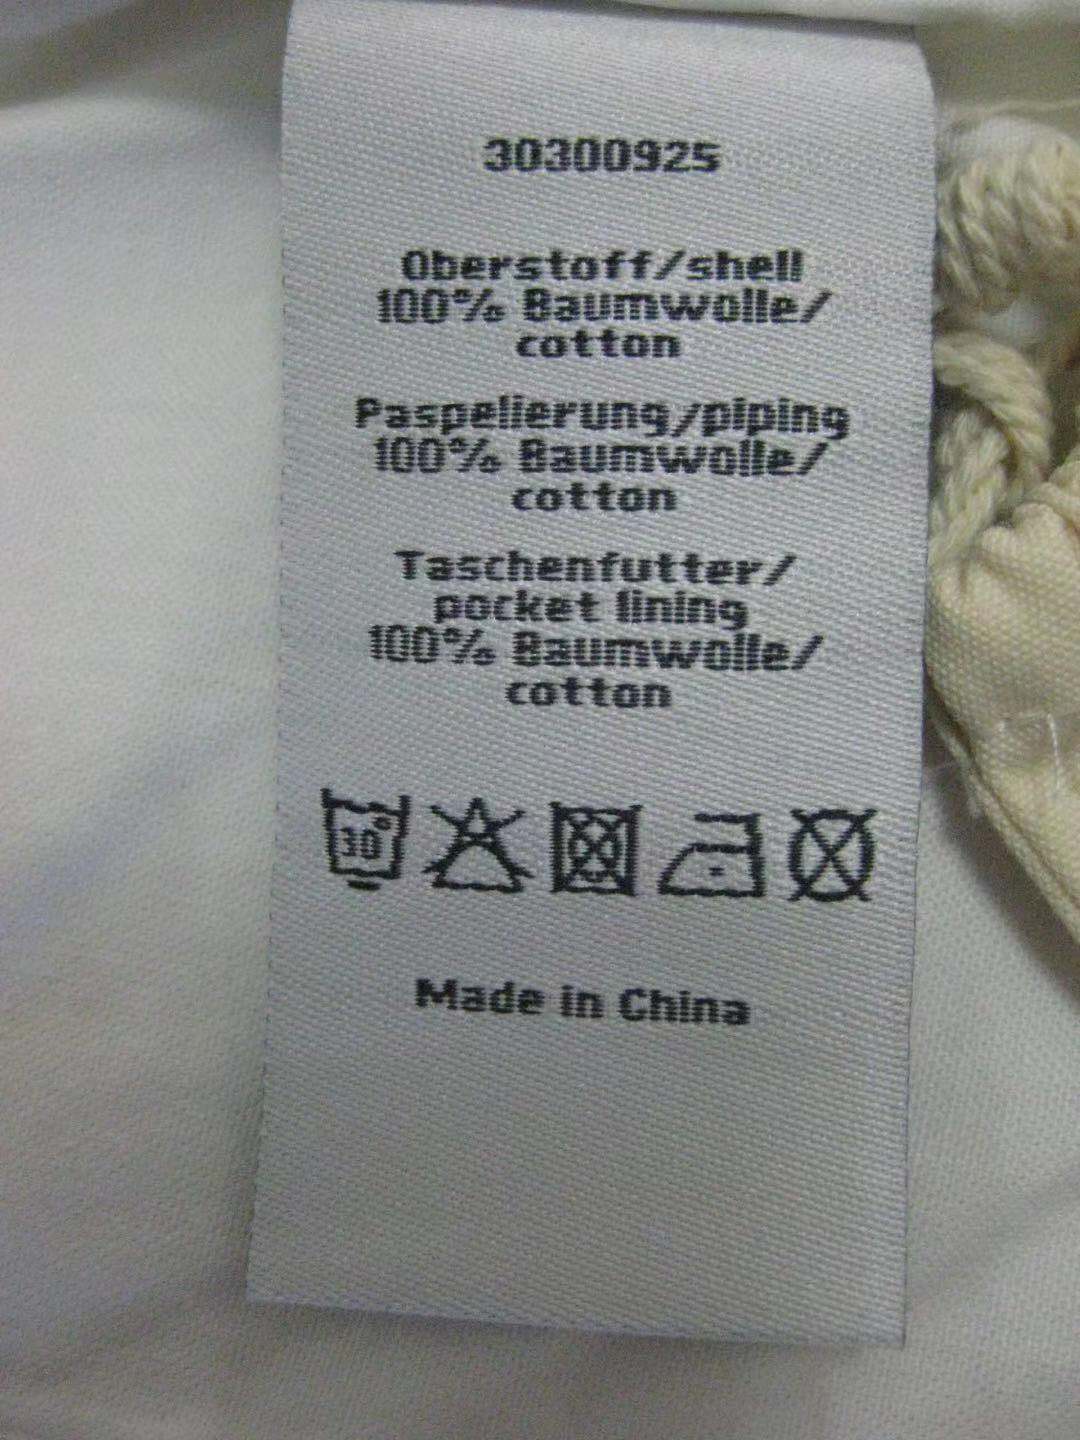 30300925
Oberstoff/shell
100% Baumwolle/
cotton
Paspelierung/piping
100% Baumwolle/
cotton
Taschenfutter/
pocket lining
100% Baumwolle/
cotton
30°
Made in China